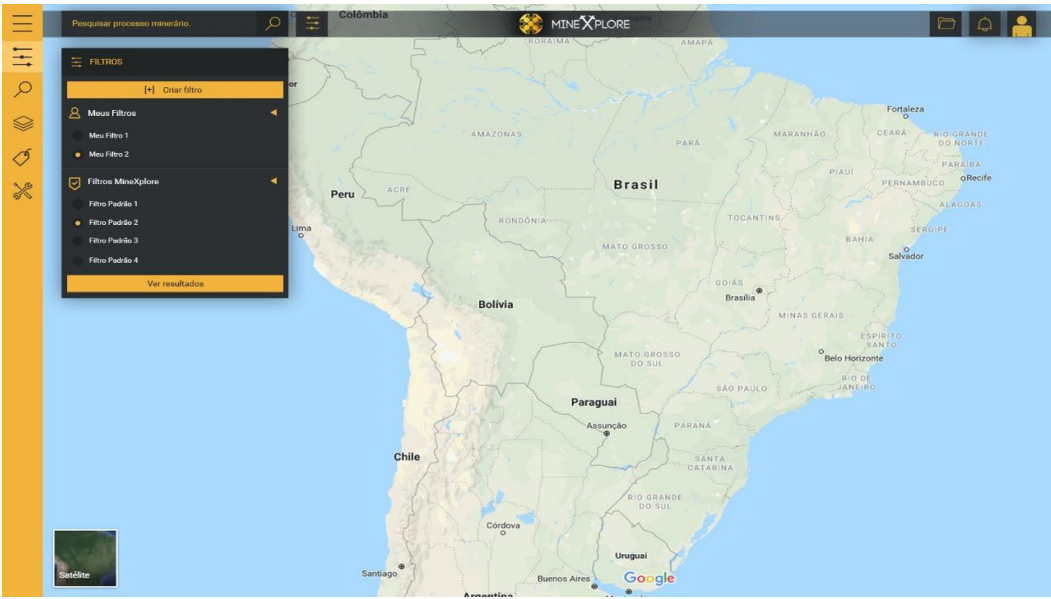 Pesquisar processo minerário.
Colômbia
MINEXPLORE
RORAIMA
AMAPÁ
FILTROS
[+] Criar filtro
Meus Filtros
Meu Filtro 1
Meu Filtro 2
Filtros MineXplore
Filtro Padrão 1
Filtro Padrão 2
Filtro Padrão 3
Filtro Padrão 4
Ver resultados
Fortaleza
AMAZONAS
PARÁ
MARANHÃO
CEARÁ
RIO GRANDE
DO NORTE
PARAÍBA
PIAUÍ
PERNAMBUCO
Recife
Brasil
Peru
ACRE
ALAGOAS
Lima
RONDÔNIA
TOCANTINS
SERGIPE
MATO GROSSO
BAHIA
Salvador
GOIÁS
Brasília
Bolívia
MINAS GERAIS
ESPÍRITO
SANTO
MATO GROSSO
DO SUL
Belo Horizonte
RIO DE
JANEIRO
SÃO PAULO
Paraguai
Assunção
PARANÁ
Chile
SANTA
CATARINA
RIO GRANDE
DO SUL
Córdova
Uruguai
Satélite
Santiago
Buenos Aires
Google
Argentina